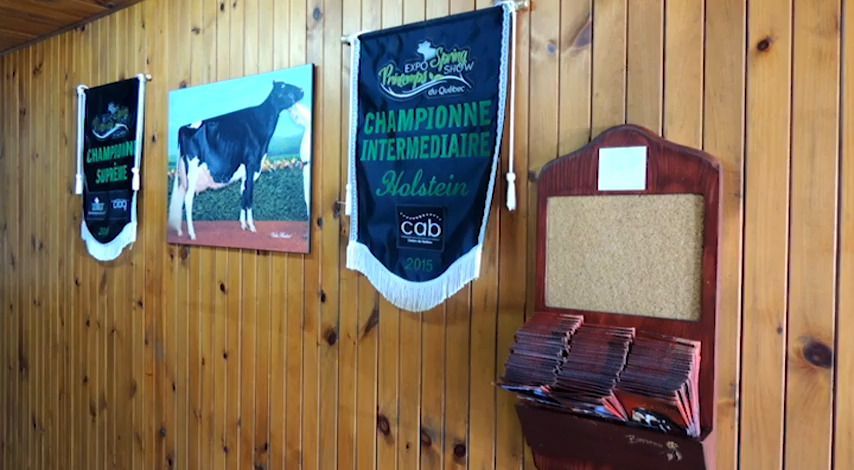 CHAMPIONNE
SUPRÊME
EXPO Spring
Printemps SHOW
du Québec
CHAMPIONNE
INTERMEDIAIRE
Holstein
cab
2015